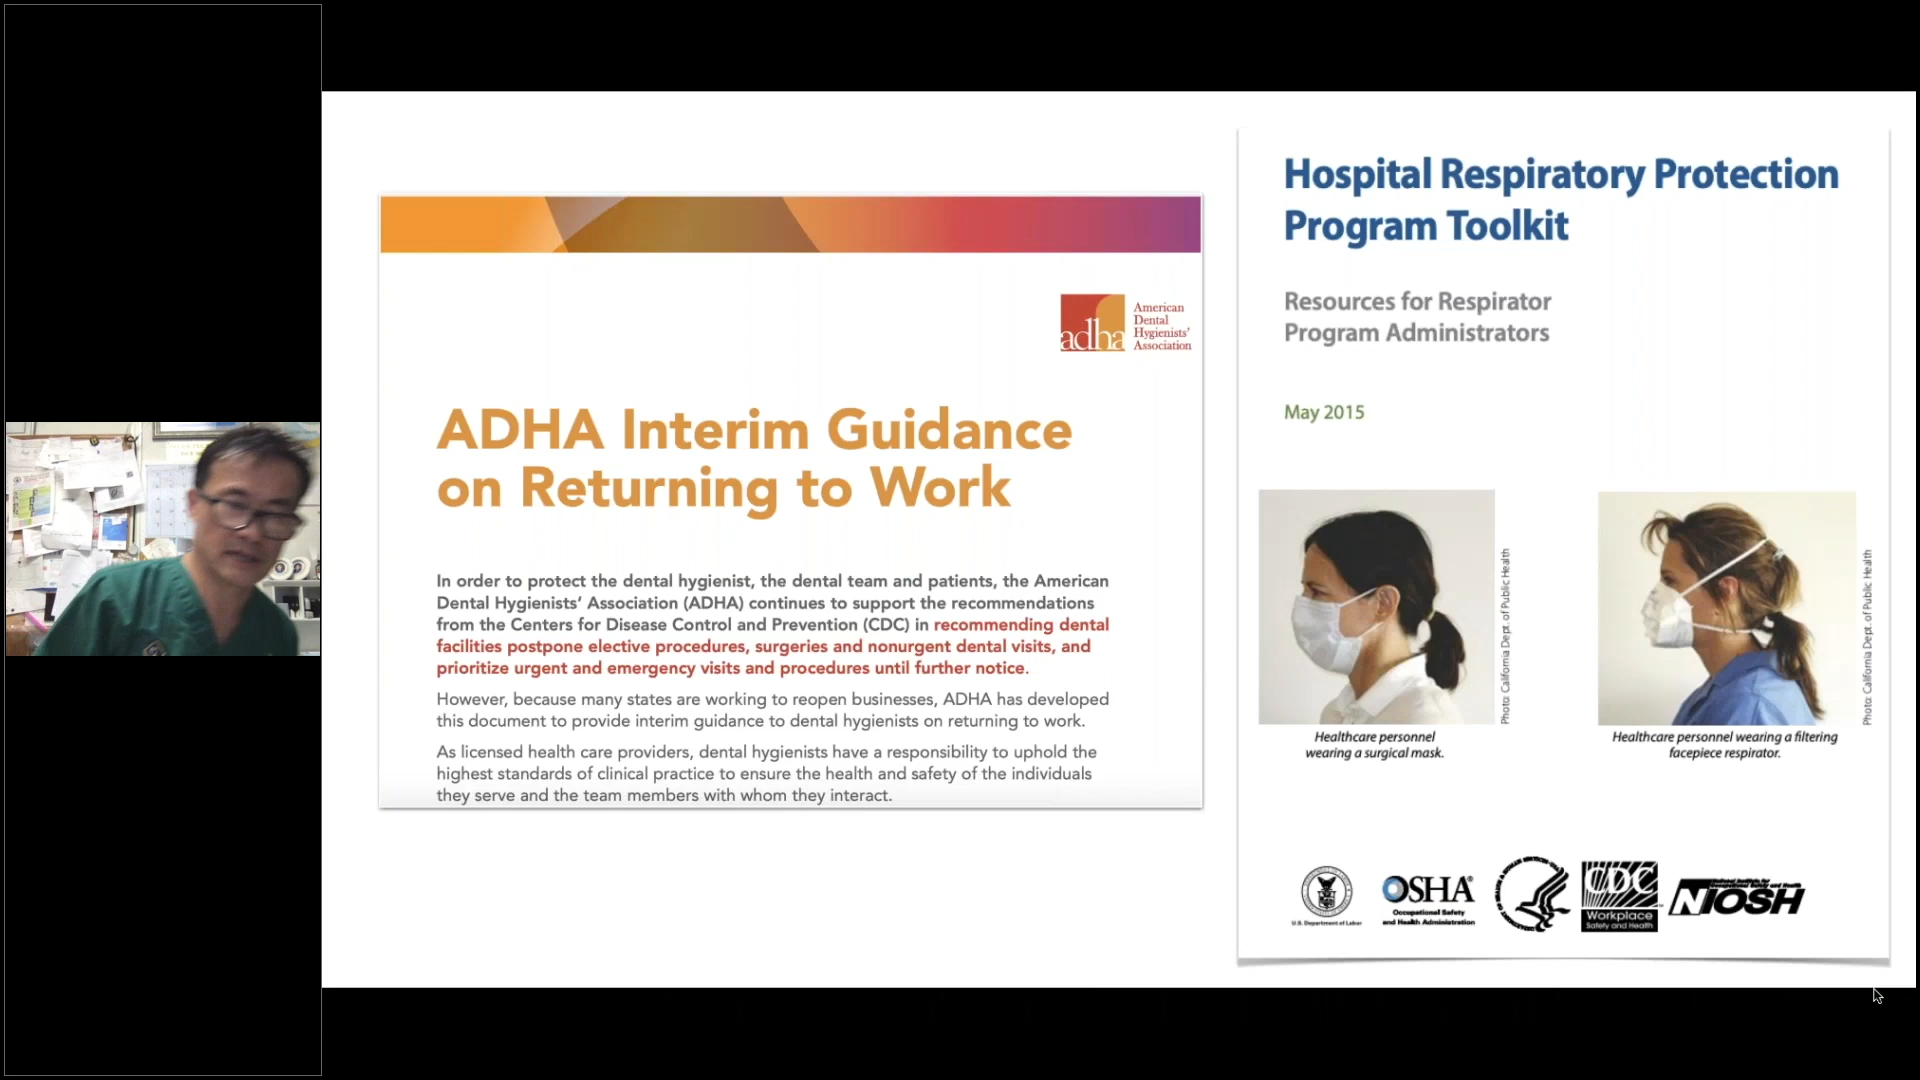 adha
American
Dental
Hygienists'
Association
ADHA Interim Guidance
on Returning to Work
In order to protect the dental hygienist, the dental team and patients, the American
Dental Hygienists' Association (ADHA) continues to support the recommendations
from the Centers for Disease Control and Prevention (CDC) in recommending dental
facilities postpone elective procedures, surgeries and nonurgent dental visits, and
prioritize urgent and emergency visits and procedures until further notice.
However, because many states are working to reopen businesses, ADHA has developed
this document to provide interim guidance to dental hygienists on returning to work.
As licensed health care providers, dental hygienists have a responsibility to uphold the
highest standards of clinical practice to ensure the health and safety of the individuals
they serve and the team members with whom they interact.
Hospital Respiratory Protection
Program Toolkit
Resources for Respirator
Program Administrators
May 2015
Photo: California Dept. of Public Health
Healthcare personnel
wearing a surgical mask.
Photo: California Dept. of Public Health
Healthcare personnel wearing a filtering
facepiece respirator.
U.S. Department of Labor
OSHA®
Occupational Safety
and Health Administration
CDC
Workplace
Safety and Health
National Institute for
Occupational Safety and Health
NIOSH